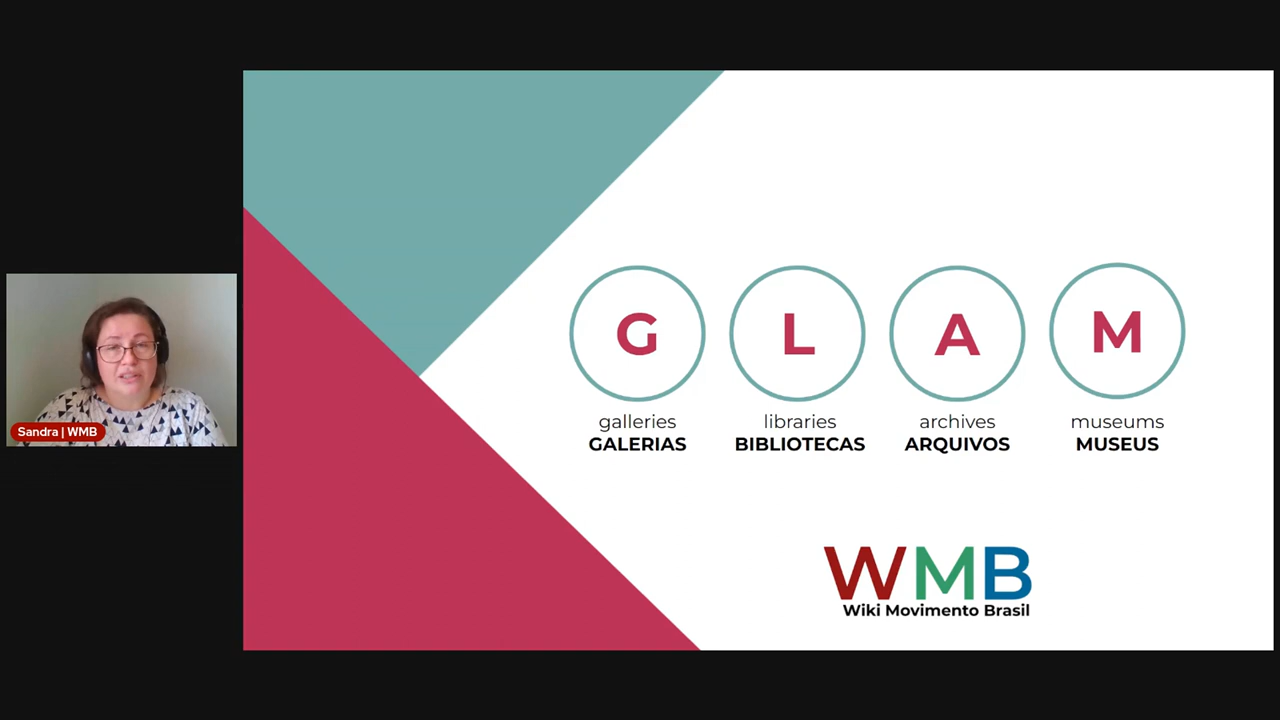 Sandra | WMB
G L A M
galleries libraries archives museums
GALERIAS BIBLIOTECAS ARQUIVOS MUSEUS
WMB
Wiki Movimento Brasil